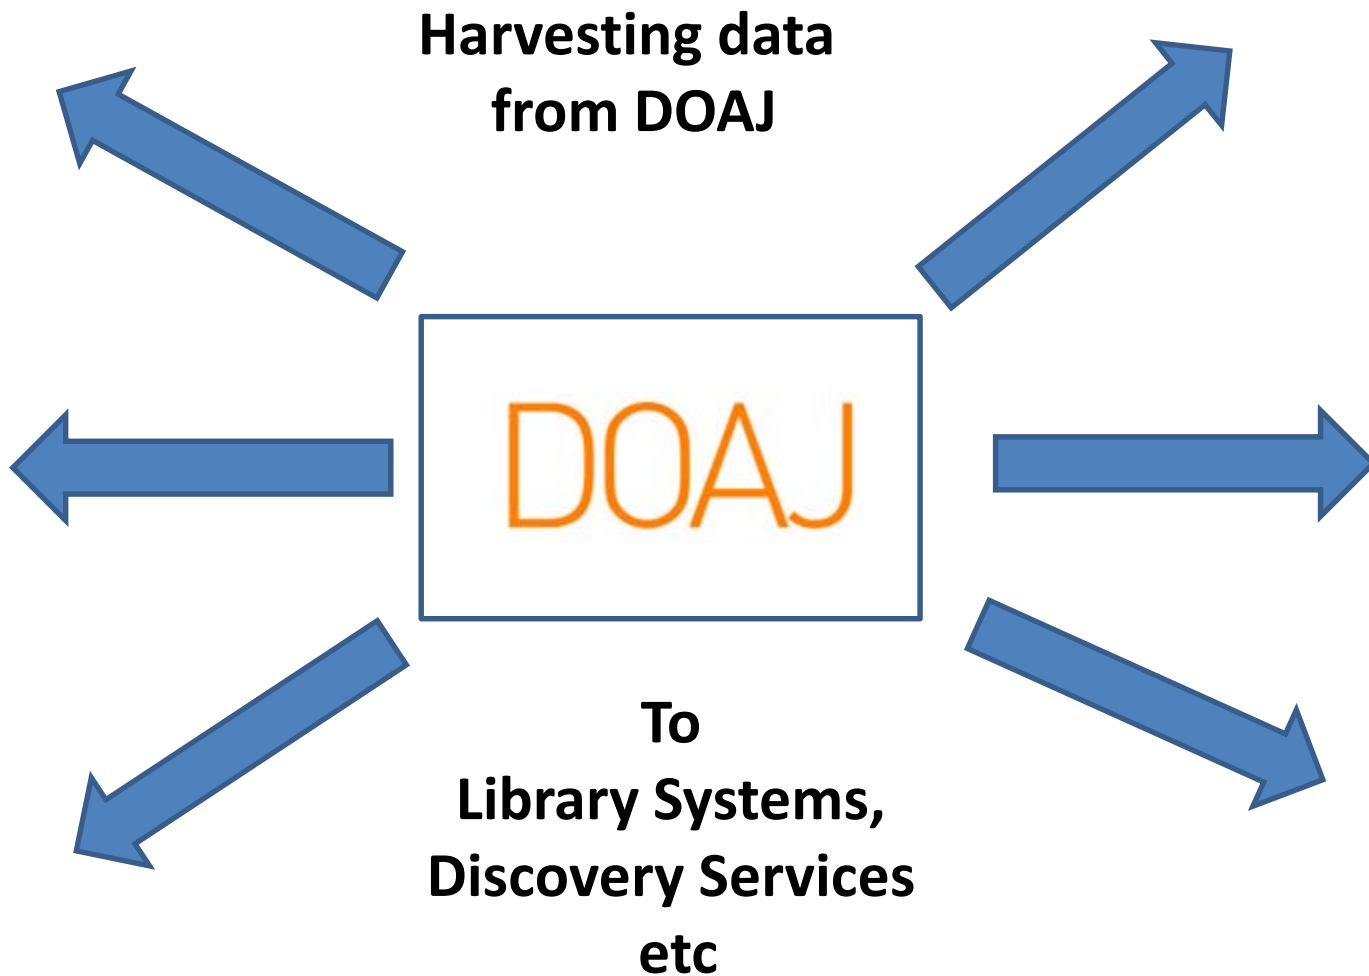 Harvesting data
from DOAJ
DOAJ
To
Library Systems,
Discovery Services
etc